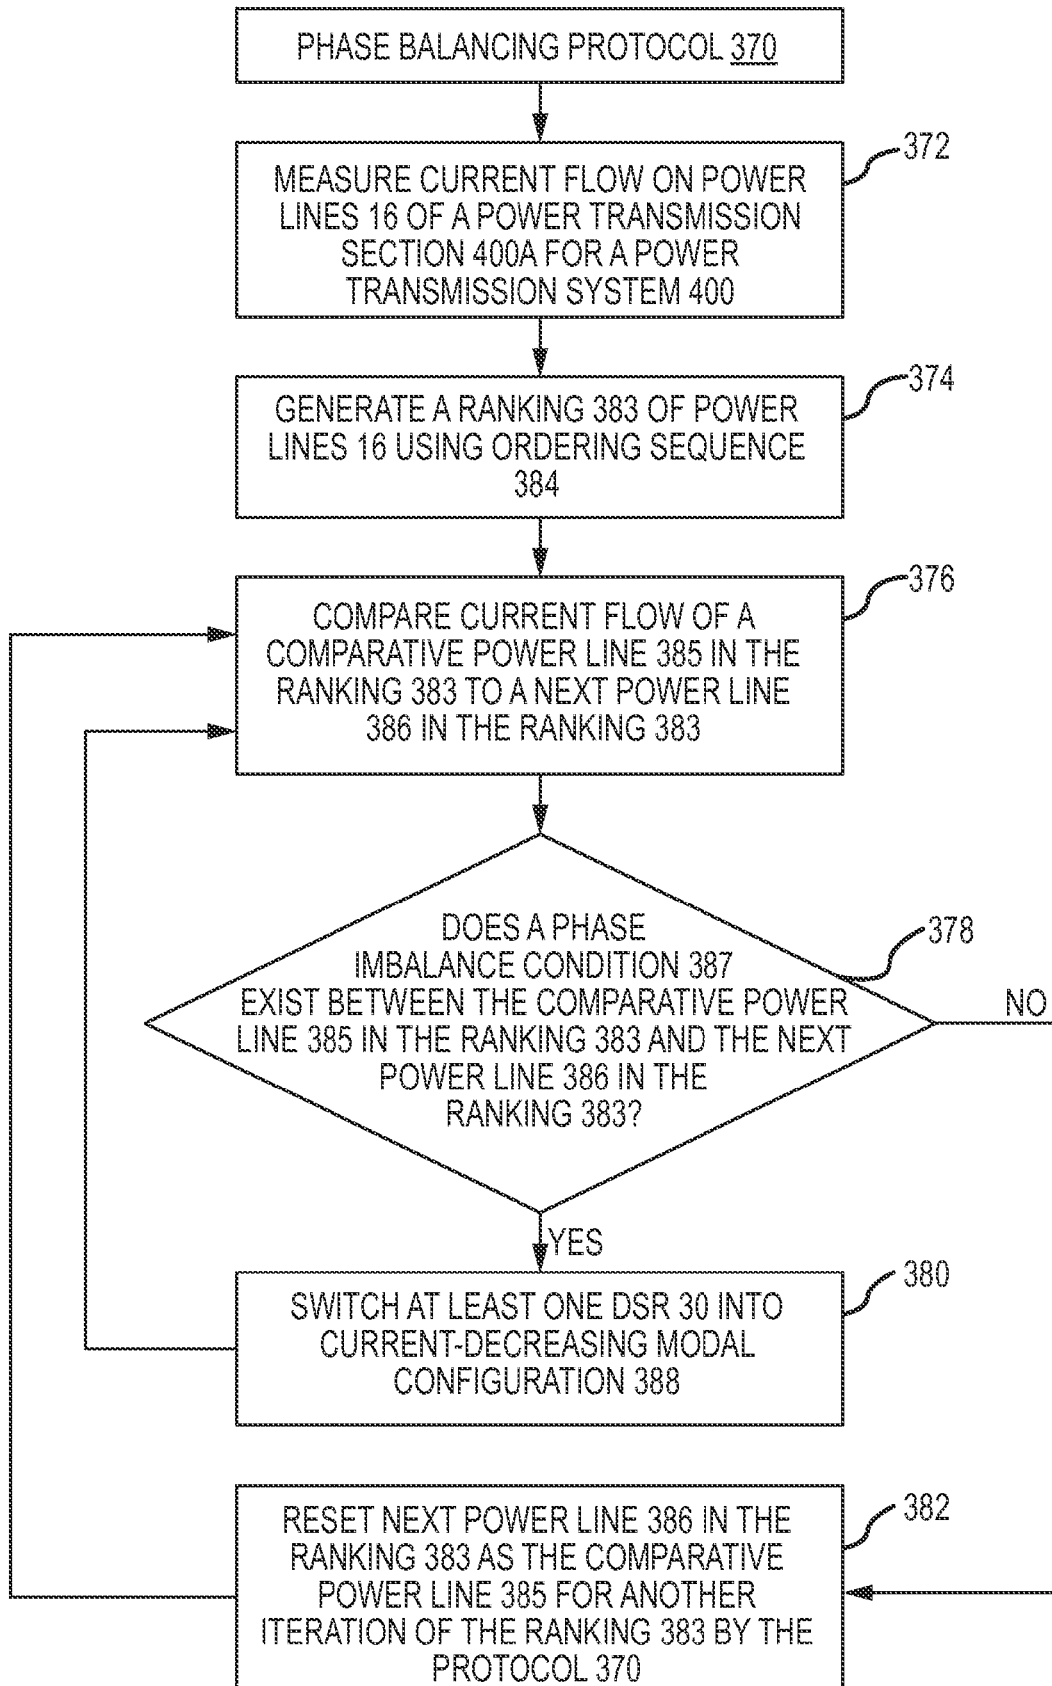 PHASE BALANCING PROTOCOL 370
372
MEASURE CURRENT FLOW ON POWER
LINES 16 OF A POWER TRANSMISSION
SECTION 400A FOR A POWER
TRANSMISSION SYSTEM 400
374
GENERATE A RANKING 383 OF POWER
LINES 16 USING ORDERING SEQUENCE
384
376
COMPARE CURRENT FLOW OF A
COMPARATIVE POWER LINE 385 IN THE
RANKING 383 TO A NEXT POWER LINE
386 IN THE RANKING 383
378
DOES A PHASE
IMBALANCE CONDITION 387
EXIST BETWEEN THE COMPARATIVE POWER
LINE 385 IN THE RANKING 383 AND THE NEXT
POWER LINE 386 IN THE
RANKING 383?
NO
YES
380
SWITCH AT LEAST ONE DSR 30 INTO
CURRENT-DECREASING MODAL
CONFIGURATION 388
382
RESET NEXT POWER LINE 386 IN THE
RANKING 383 AS THE COMPARATIVE
POWER LINE 385 FOR ANOTHER
ITERATION OF THE RANKING 383 BY THE
PROTOCOL 370